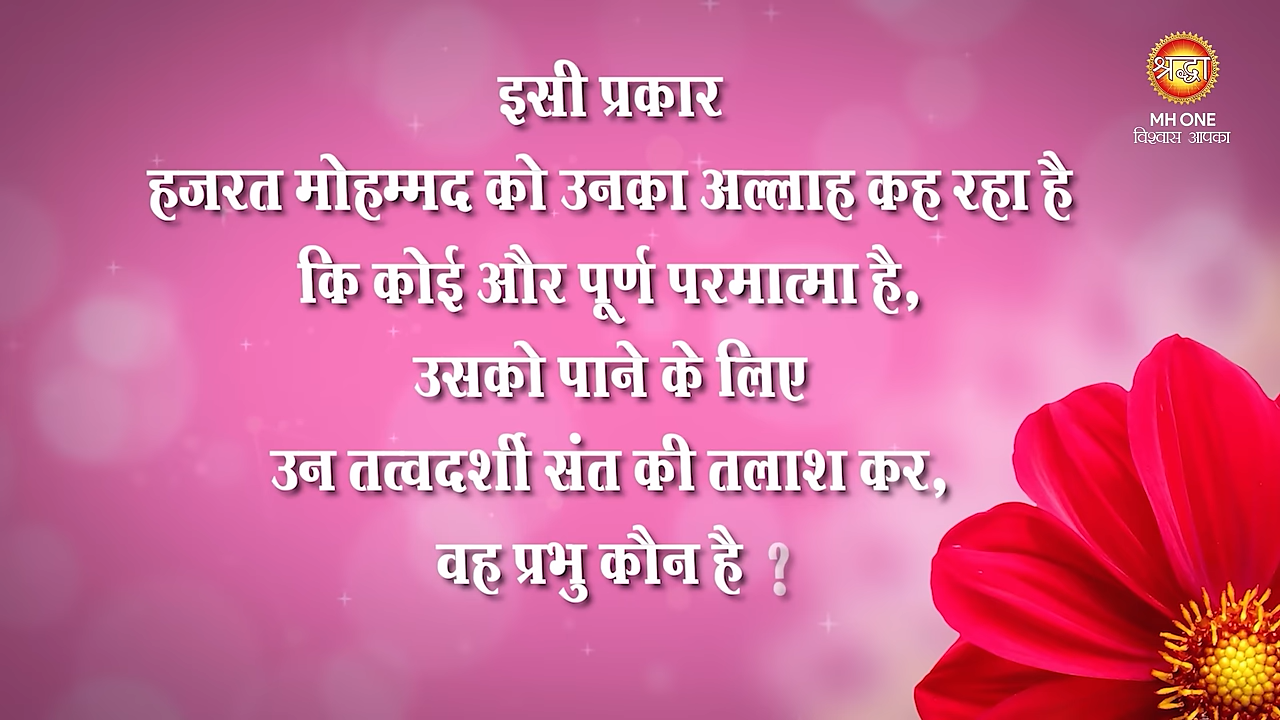 इसी प्रकार
हजरत मोहम्मद को उनका अल्लाह कह रहा है
कि कोई और पूर्ण परमात्मा है,
उसको पाने के लिए
उन तत्वदर्शी संत की तलाश कर,
वह प्रभु कौन है ?
श्रद्धा
MH ONE
विश्वास आपका